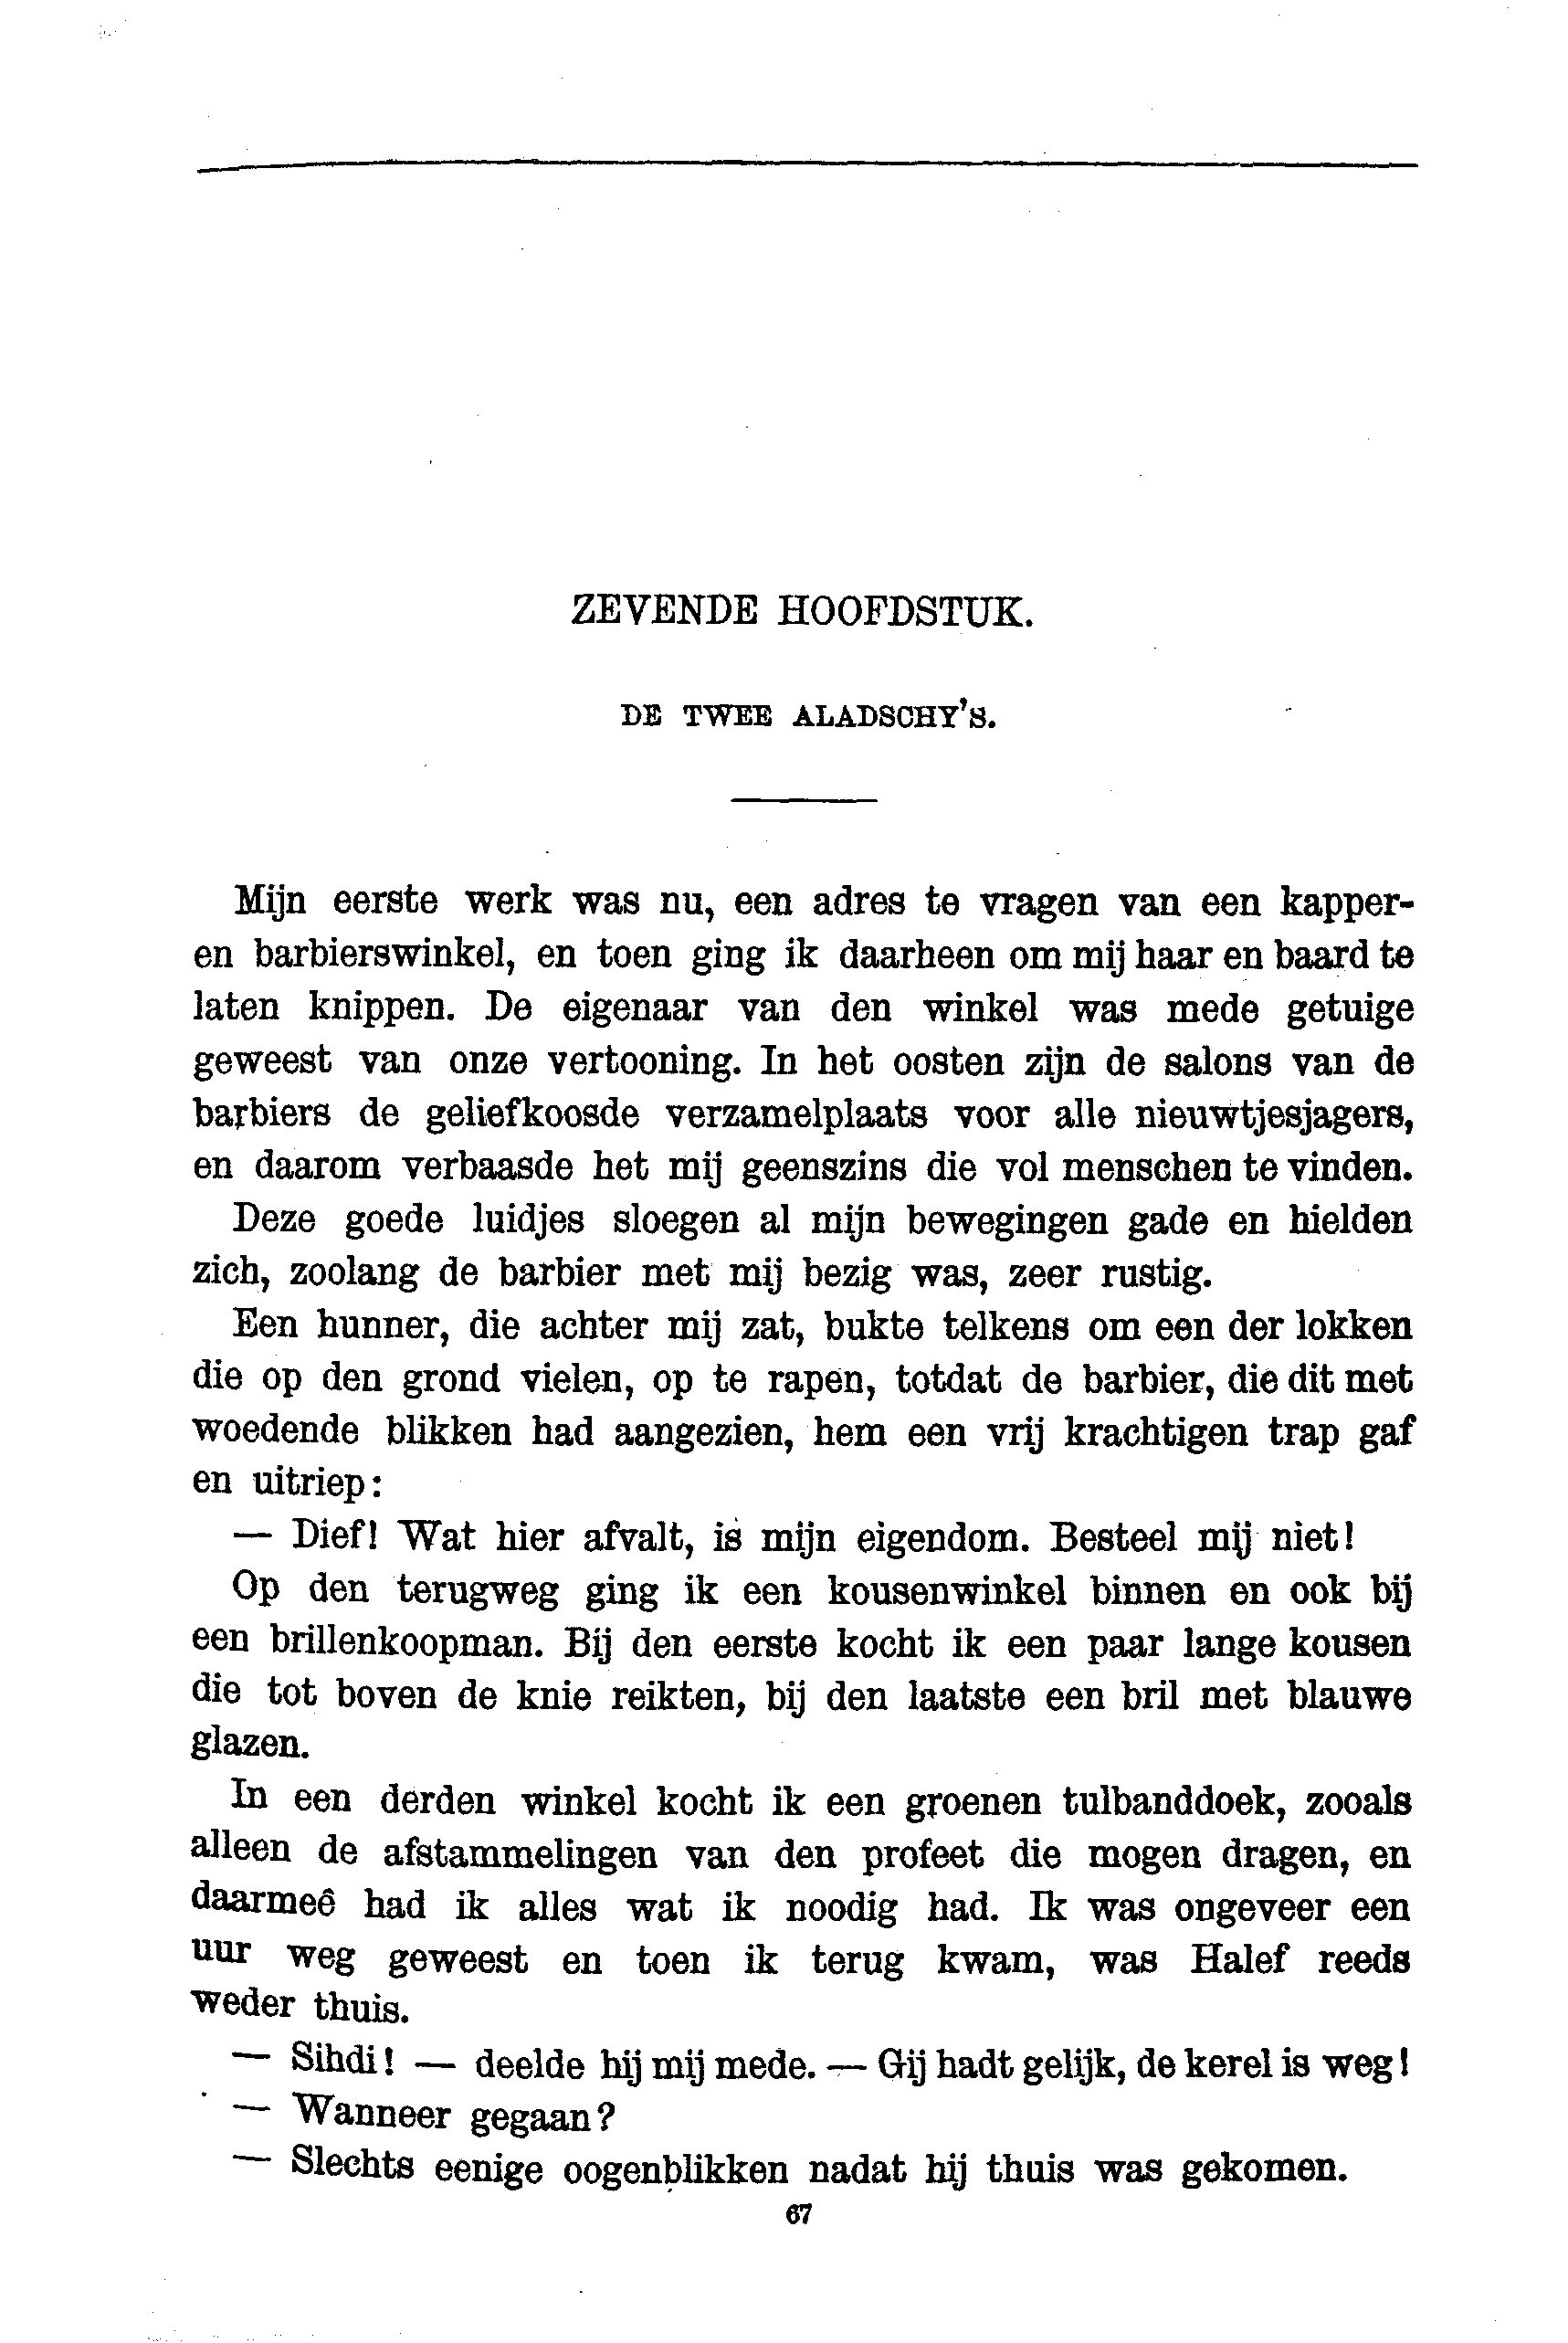 ZEVENDE HOOFDSTUK.
DE TWEE ALADSCHY'S.
Mijn eerste werk was nu, een adres te vragen van een kapper-
en barbierswinkel, en toen ging ik daarheen om mij haar en baard te
laten knippen. De eigenaar van den winkel was mede getuige
geweest van onze vertooning. In het oosten zijn de salons van de
barbiers de geliefkoosde verzamelplaats voor alle nieuwtjesjagers,
en daarom verbaasde het mij geenszins die vol menschen te vinden.
Deze goede luidjes sloegen al mijn bewegingen gade en hielden
zich, zoolang de barbier met mij bezig was, zeer rustig.
Een hunner, die achter mij zat, bukte telkens om een der lokken
die op den grond vielen, op te rapen, totdat de barbier, die dit met
woedende blikken had aangezien, hem een vrij krachtigen trap gaf
en uitriep:
— Dief! Wat hier afvalt, is mijn eigendom. Besteel mij niet!
Op den terugweg ging ik een kousenwinkel binnen en ook bij
een brillenkoopman. Bij den eerste kocht ik een paar lange kousen
die tot boven de knie reikten, bij den laatste een bril met blauwe
glazen.
In een derden winkel kocht ik een groenen tulbanddoek, zooals
alleen de afstammelingen van den profeet die mogen dragen, en
daarmeê had ik alles wat ik noodig had. Ik was ongeveer een
uur weg geweest en toen ik terug kwam, was Halef reeds
weder thuis.
— Sihdi! — deelde hij mij mede. — Gij hadt gelijk, de kerel is weg!
— Wanneer gegaan?
— Slechts eenige oogenblikken nadat hij thuis was gekomen.
67